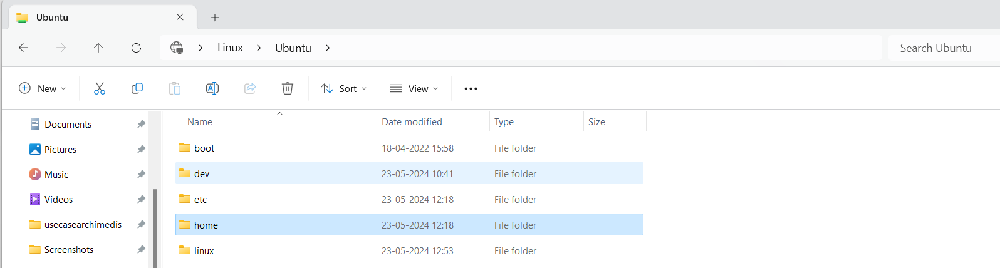 Ubuntu
Linux Ubuntu Search Ubuntu
New Sort View
Name Date modified Type Size
Documents
Pictures
Music
Videos
usecasearchimedis
Screenshots
boot 18-04-2022 15:58 File folder
dev 23-05-2024 10:41 File folder
etc 23-05-2024 12:18 File folder
home 23-05-2024 12:18 File folder
linux 23-05-2024 12:53 File folder